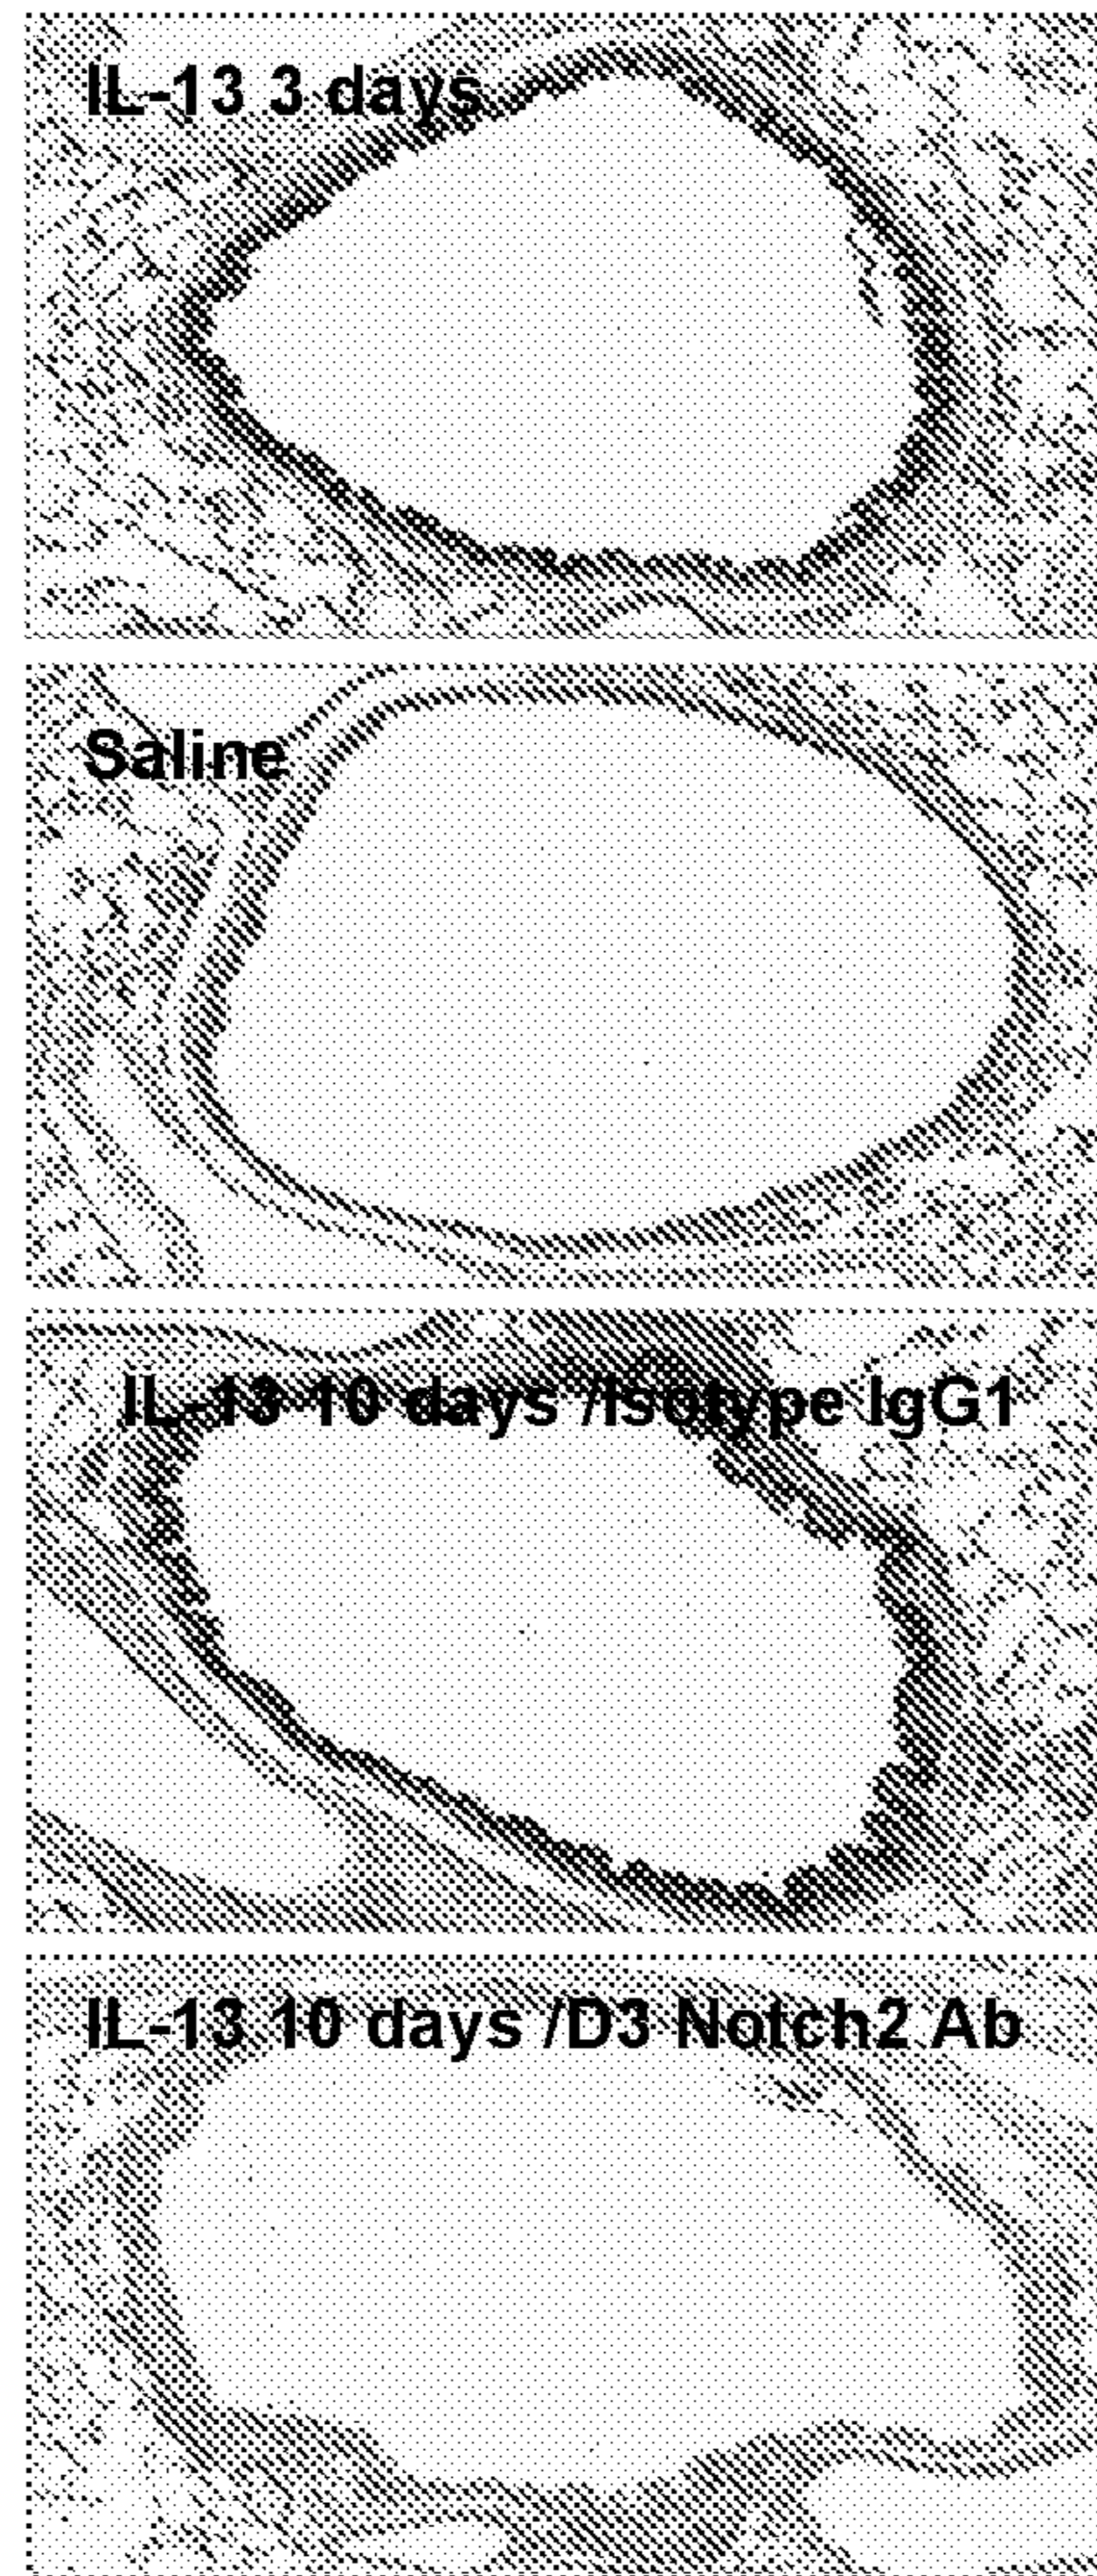 IL-13 3 days
Saline
IL-13 10 days /Isotype IgG1
IL-13 10 days /D3 Notch2 Ab